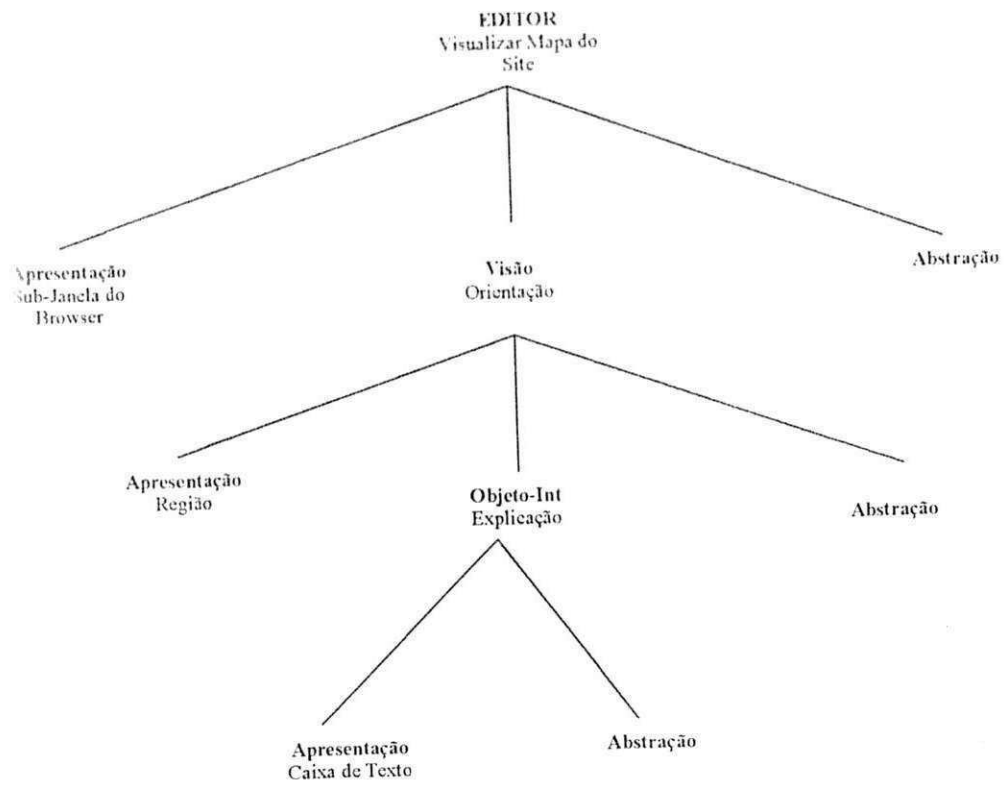 EDITOR
Visualizar Mapa do
Site
Apresentação
Sub-Janela do
Browser
Visão
Orientação
Abstração
Apresentação
Região
Objeto-Int
Explicação
Abstração
Apresentação
Caixa de Texto
Abstração